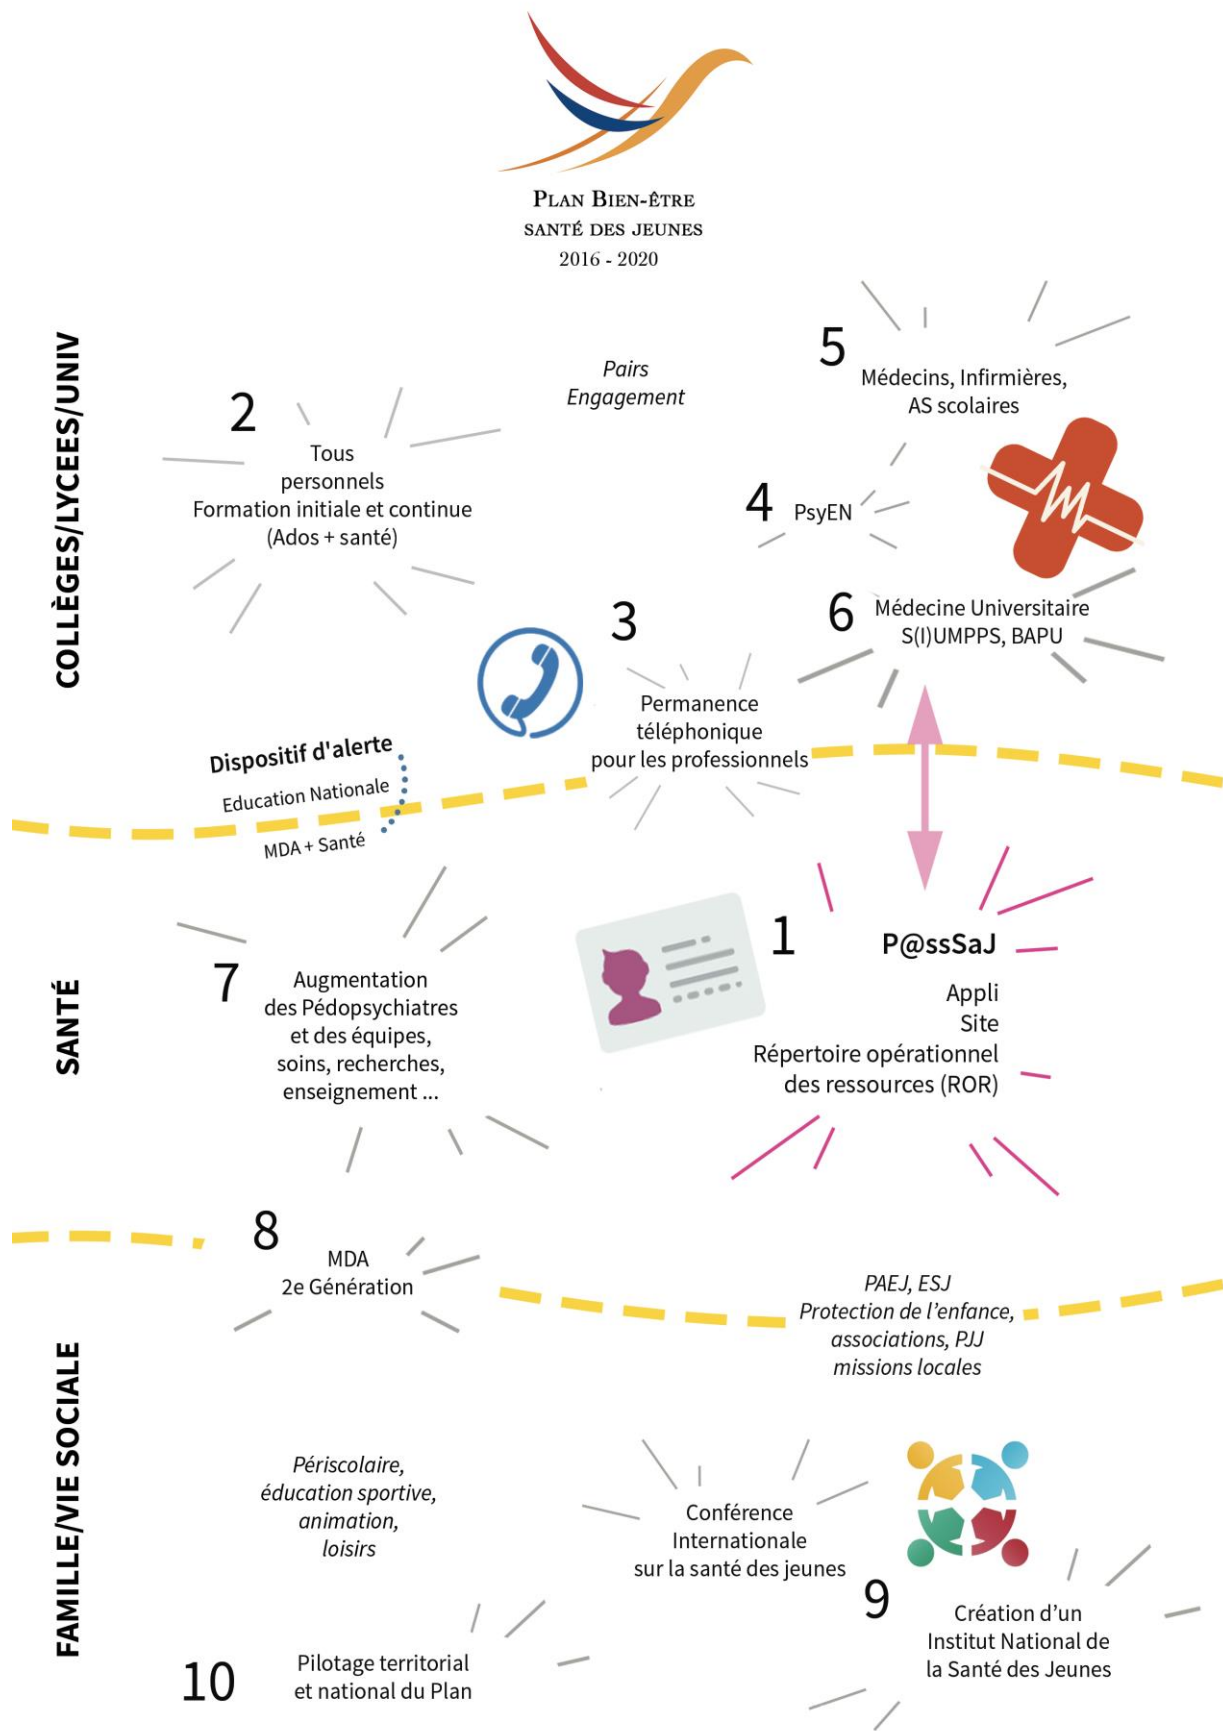 PLAN BIEN-ÊTRE
SANTÉ DES JEUNES
2016 - 2020
COLLÈGES/LYCEES/UNIV
Pairs
Engagement
5
Médecins, Infirmières,
AS scolaires
2
Tous
personnels
Formation initiale et continue
(Ados + santé)
4
PsyEN
6
Médecine Universitaire
S(I)UMPPS, BAPU
3
Permanence
téléphonique
pour les professionnels
Dispositif d'alerte
Education Nationale
MDA + Santé
SANTÉ
1
P@ssSaJ
Appli
Site
Répertoire opérationnel
des ressources (ROR)
7
Augmentation
des Pédopsychiatres
et des équipes,
soins, recherches,
enseignement ...
8
MDA
2e Génération
PAEJ, ESJ
Protection de l'enfance,
associations, PJJ
missions locales
FAMILLE/VIE SOCIALE
Périscolaire,
éducation sportive,
animation,
loisirs
Conférence
Internationale
sur la santé des jeunes
9
Création d'un
Institut National de
la Santé des Jeunes
10
Pilotage territorial
et national du Plan